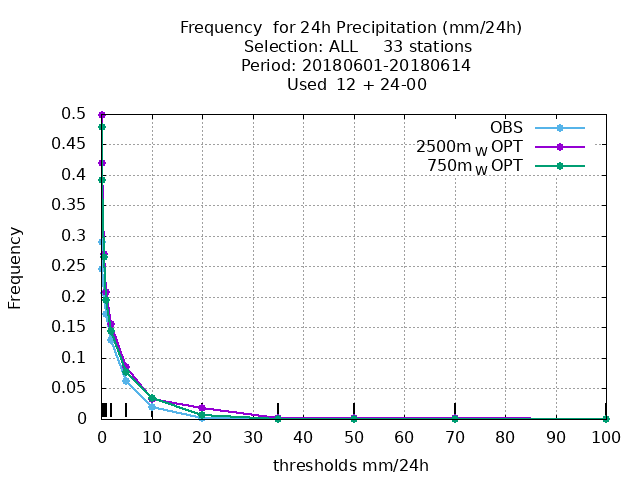 Frequency  for 24h Precipitation (mm/24h)
Selection: ALL     33 stations
Period: 20180601-20180614
Used  12 + 24-00
OBS
2500m W OPT
750m W OPT
Frequency
0.5
0.45
0.4
0.35
0.3
0.25
0.2
0.15
0.1
0.05
0
0 10 20 30 40 50 60 70 80 90 100
thresholds mm/24h